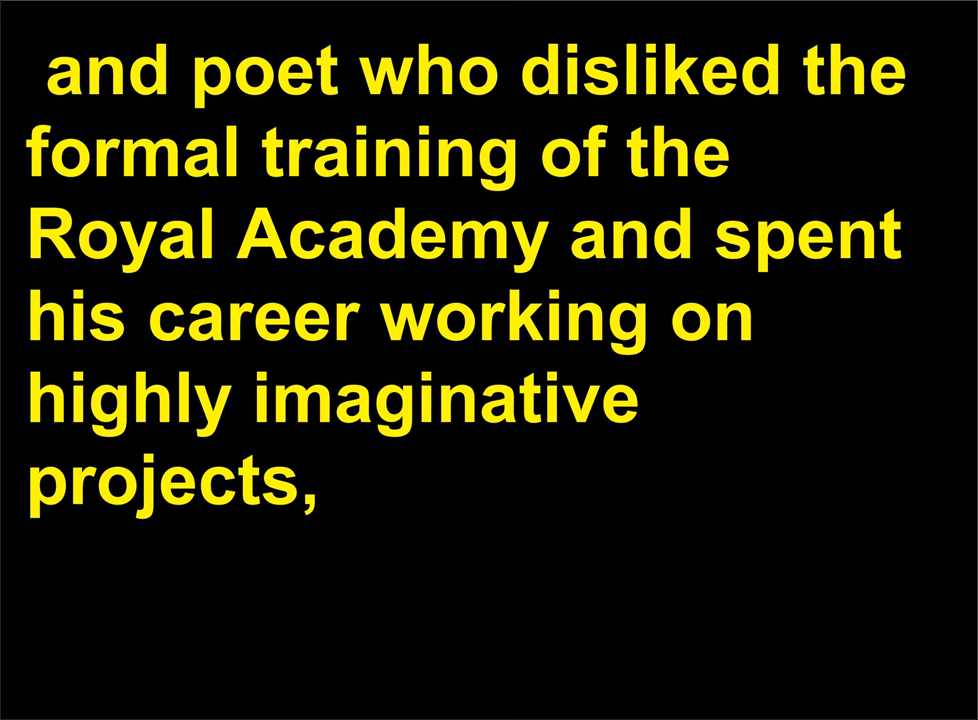 and poet who disliked the
formal training of the
Royal Academy and spent
his career working on
highly imaginative
projects,